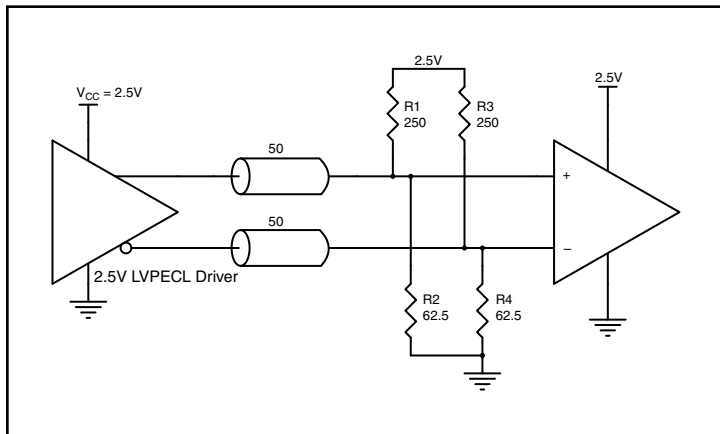 2.5V
V_CC = 2.5V
2.5V
R1
250
R3
250
50
+
50
−
2.5V LVPECL Driver
R2
62.5
R4
62.5